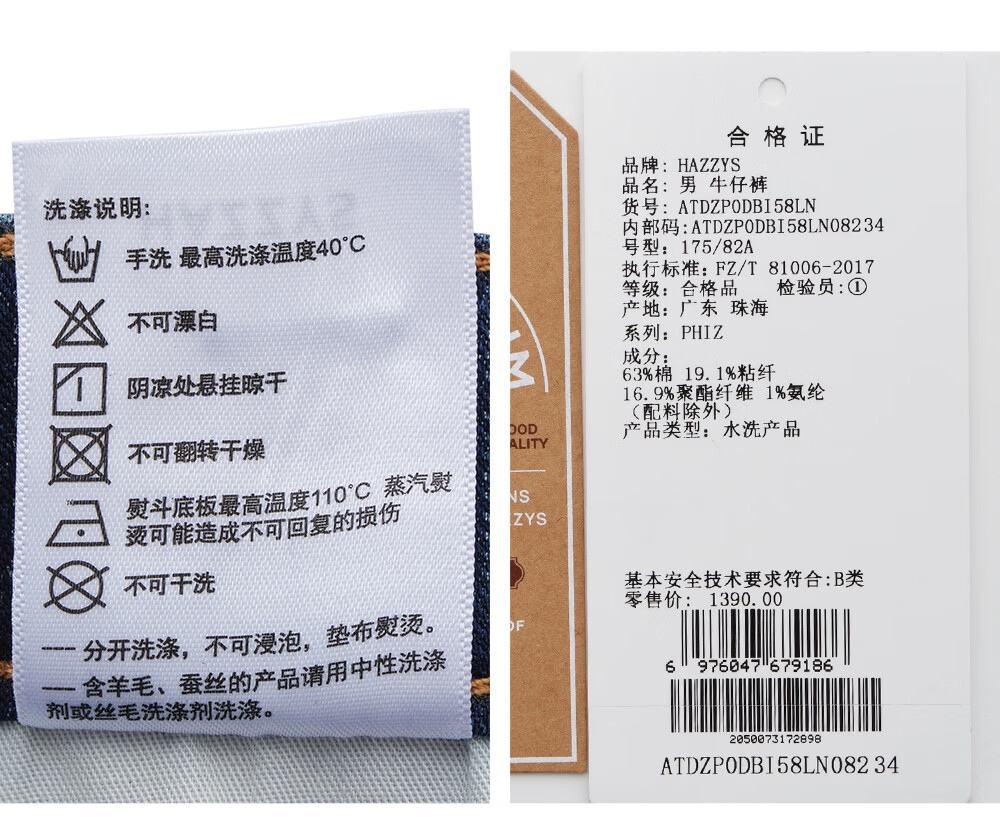 洗涤说明:
手洗 最高洗涤温度40°C
不可漂白
阴凉处悬挂晾干
不可翻转干燥
熨斗底板最高温度110°C 蒸汽熨
烫可能造成不可回复的损伤
不可干洗
--- 分开洗涤，不可浸泡，垫布熨烫。
--- 含羊毛、蚕丝的产品请用中性洗涤
剂或丝毛洗涤剂洗涤。
合格证
品牌: HAZZYS
品名: 男 牛仔裤
货号: ATDZP0DBI58LN
内部码:ATDZP0DBI58LN08234
号型: 175/82A
执行标准: FZ/T 81006-2017
等级: 合格品 检验员:①
产地: 广东 珠海
系列: PHIZ
成分:
63%棉 19.1%粘纤
16.9%聚酯纤维 1%氨纶
（配料除外）
产品类型: 水洗产品
基本安全技术要求符合:B类
零售价: 1390.00
6 976047 679186
2050073172898
ATDZP0DBI58LN08234
OOD
ALITY
NS
ZZYS
OF